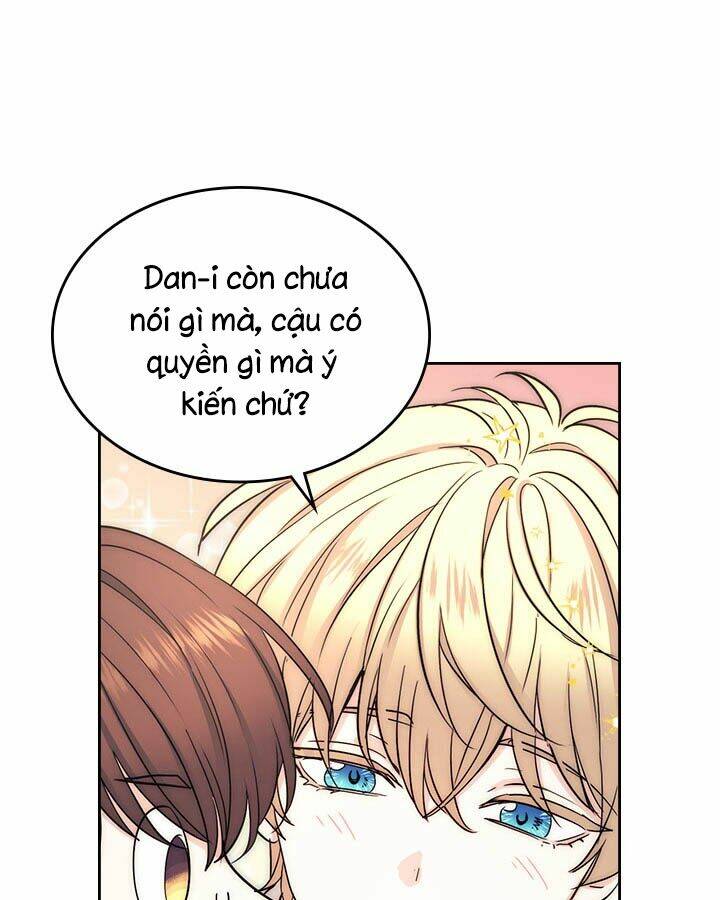 Dan-i còn chưa
nói gì mà, cậu có
quyền gì mà ý
kiến chứ?